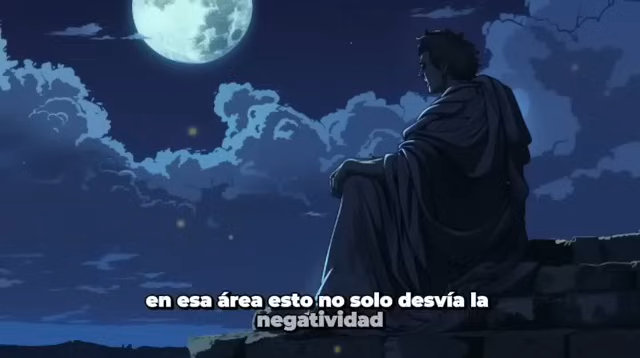 en esa área esto no solo desvía la
negatividad